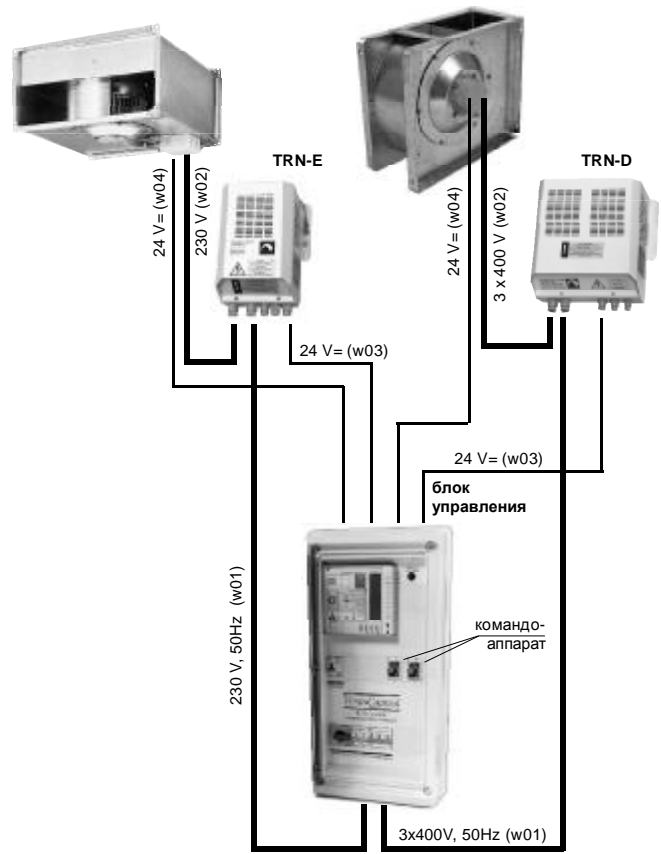 TRN-E
TRN-D
24 V= (w04)
230 V (w02)
24 V= (w04)
3 x 400 V (w02)
24 V= (w03)
24 V= (w03)
блок
управления
230 V, 50Hz (w01)
командо-
аппарат
3x400V, 50Hz (w01)